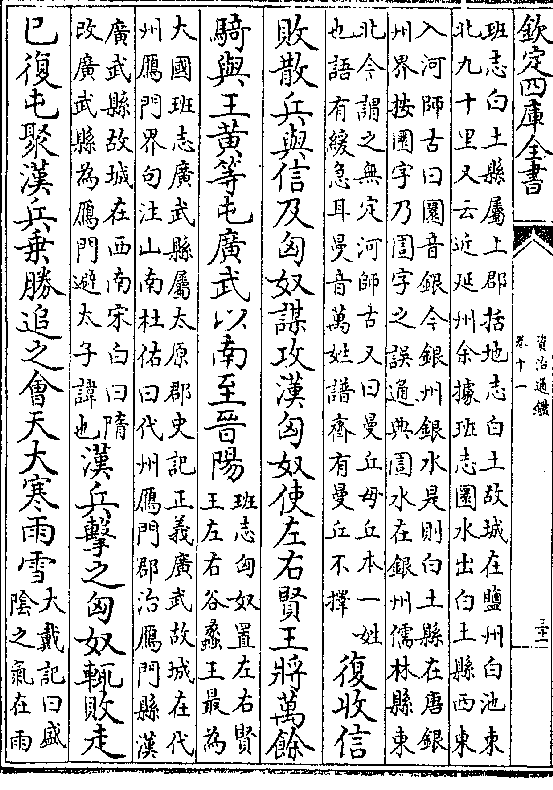 欽定四庫全書
資治通鑑
卷十一
三十一
班志白土縣屬上郡括地志白土故城在鹽州白池東
北九十里又云近延州余據班志圜水出白土縣西東
入河師古曰圜音銀今銀州銀水是則白土縣在唐銀
州界按圜字乃圁字之誤通典圁水在銀州儒林縣東
北今謂之無定河師古又曰曼丘毋丘本一姓
也語有緩急耳曼音萬姓譜齊有曼丘不擇
復收信
敗散兵與信及匈奴謀攻漢匈奴使左右賢王將萬餘
騎與王黃等屯廣武以南至晉陽
班志匈奴置左右賢
王左右谷蠡王最為
大國班志廣武縣屬太原郡史記正義廣武故城在代
州鴈門界句注山南杜佑曰代州鴈門郡治鴈門縣漢
廣武縣故城在西南宋白曰隋
改廣武縣為鴈門避太子諱也
漢兵擊之匈奴輒敗走
已復屯聚漢兵乗勝追之會天大寒雨雪
大戴記曰盛
隂之氣在雨